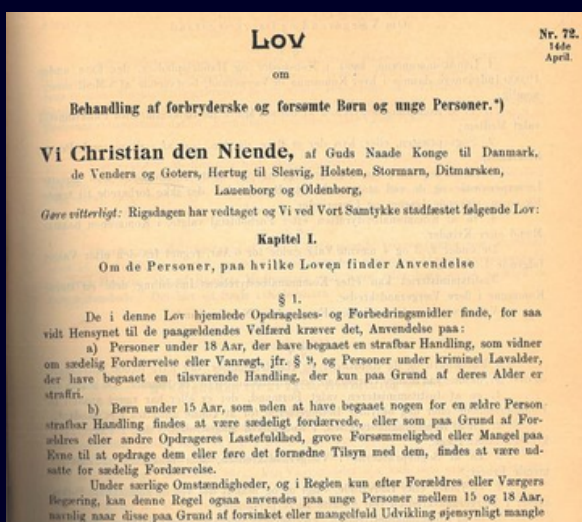 Lov
Nr. 72.
14de
April.
om
Behandling af forbryderske og forsømte Børn og unge Personer.*)
Vi Christian den Niende, af Guds Naade Konge til Danmark,
de Venders og Goters, Hertug til Slesvig, Holsten, Stormarn, Ditmarsken,
Lauenborg og Oldenborg,
Gøre vitterligt: Rigsdagen har vedtaget og Vi ved Vort Samtykke stadfæstet følgende Lov:
Kapitel I.
Om de Personer, paa hvilke Loven finder Anvendelse
§ 1.
De i denne Lov hjemlede Opdragelses- og Forbedringsmidler finde, for saa
vidt Hensynet til de paagældendes Velfærd kræver det, Anvendelse paa:
a) Personer under 18 Aar, der have begaaet en strafbar Handling, som vidner
om sædelig Fordærvelse eller Vanrøgt, jfr. § 9, og Personer under kriminel Lavalder,
der have begaaet en tilsvarende Handling, der kun paa Grund af deres Alder er
straffri.
b) Børn under 15 Aar, som uden at have begaaet nogen for en ældre Person
strafbar Handling findes at være sædeligt fordærvede, eller som paa Grund af For-
ældres eller andre Opdrageres Lastefuldhed, grove Forsømmelighed eller Mangel paa
Evne til at opdrage dem eller føre det fornødne Tilsyn med dem, findes at være ud-
satte for sædelig Fordærvelse.
Under særlige Omstændigheder, og i Reglen kun efter Forældres eller Værgers
Begæring, kan denne Regel ogsaa anvendes paa unge Personer mellem 15 og 18 Aar,
navnlig naar disse paa Grund af forsinket eller mangelfuld Udvikling øjensynligt mangle